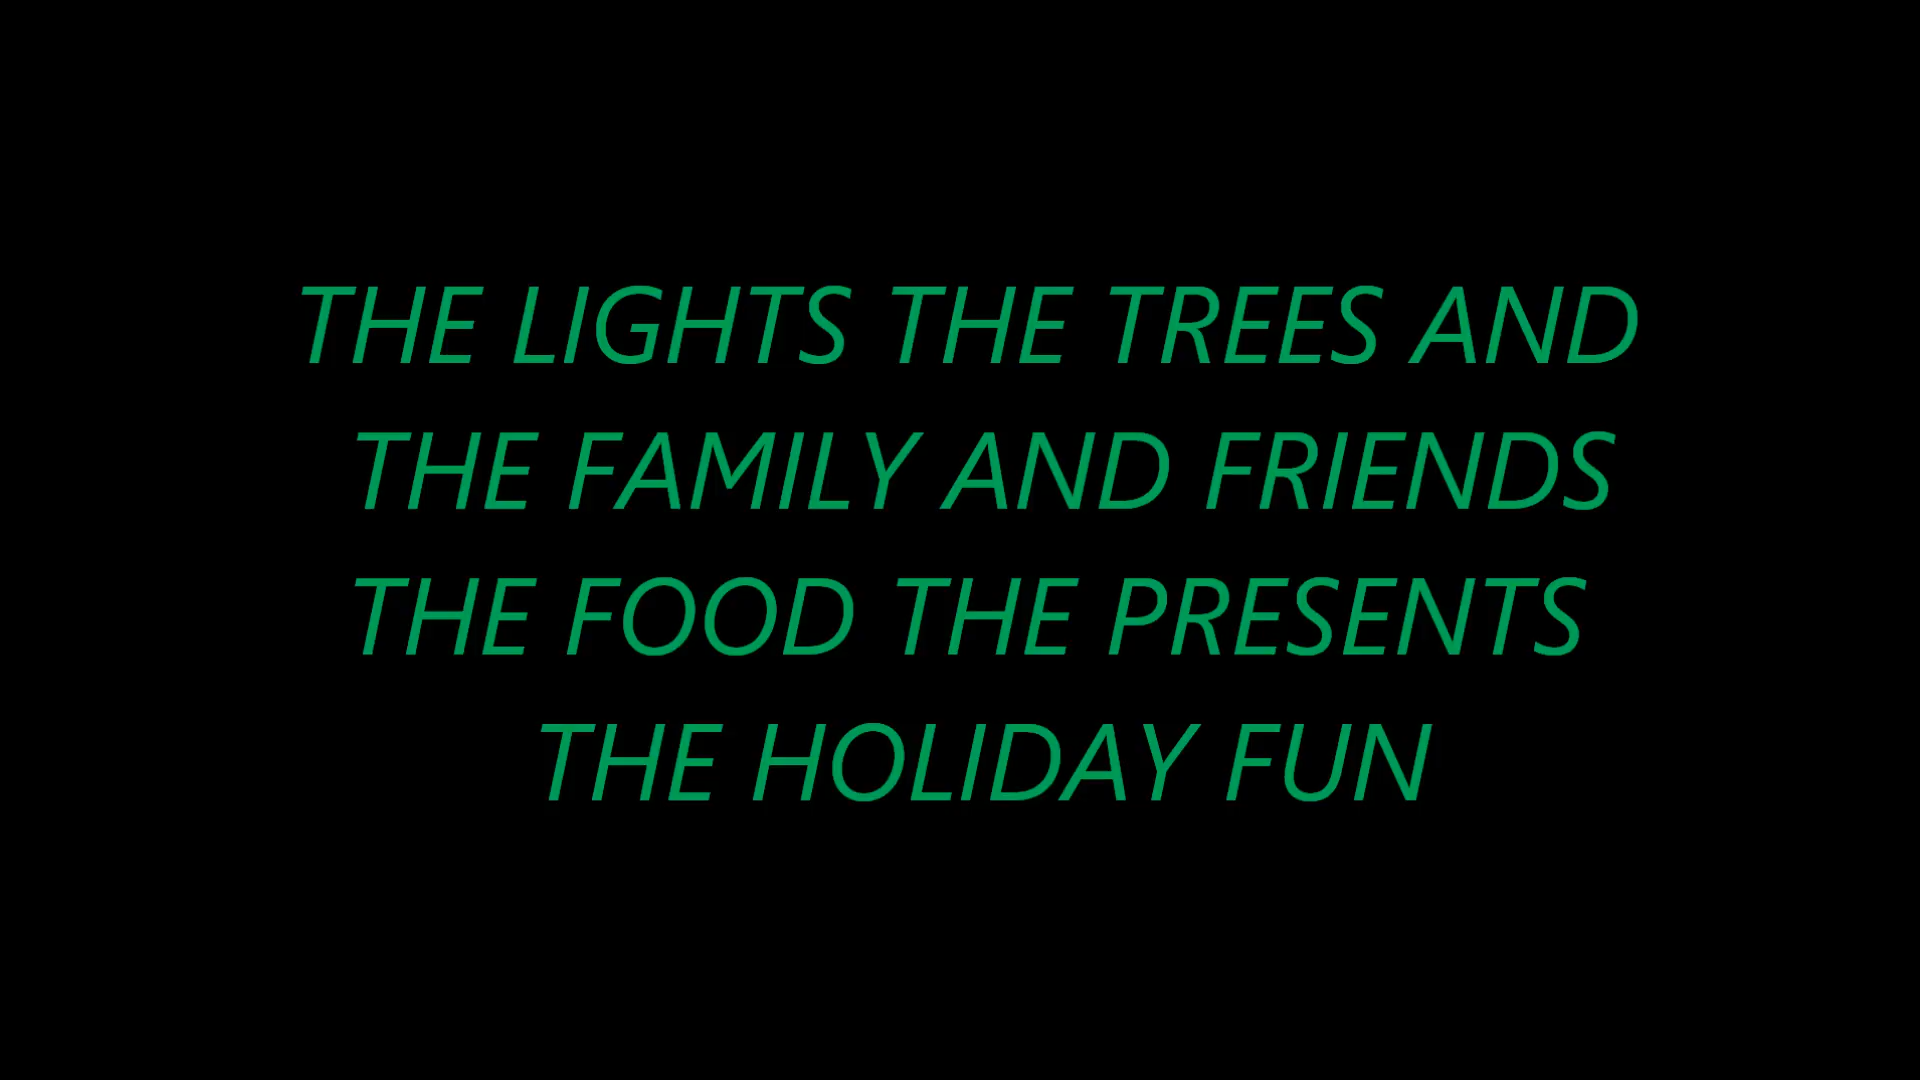 THE LIGHTS THE TREES AND
THE FAMILY AND FRIENDS
THE FOOD THE PRESENTS
THE HOLIDAY FUN